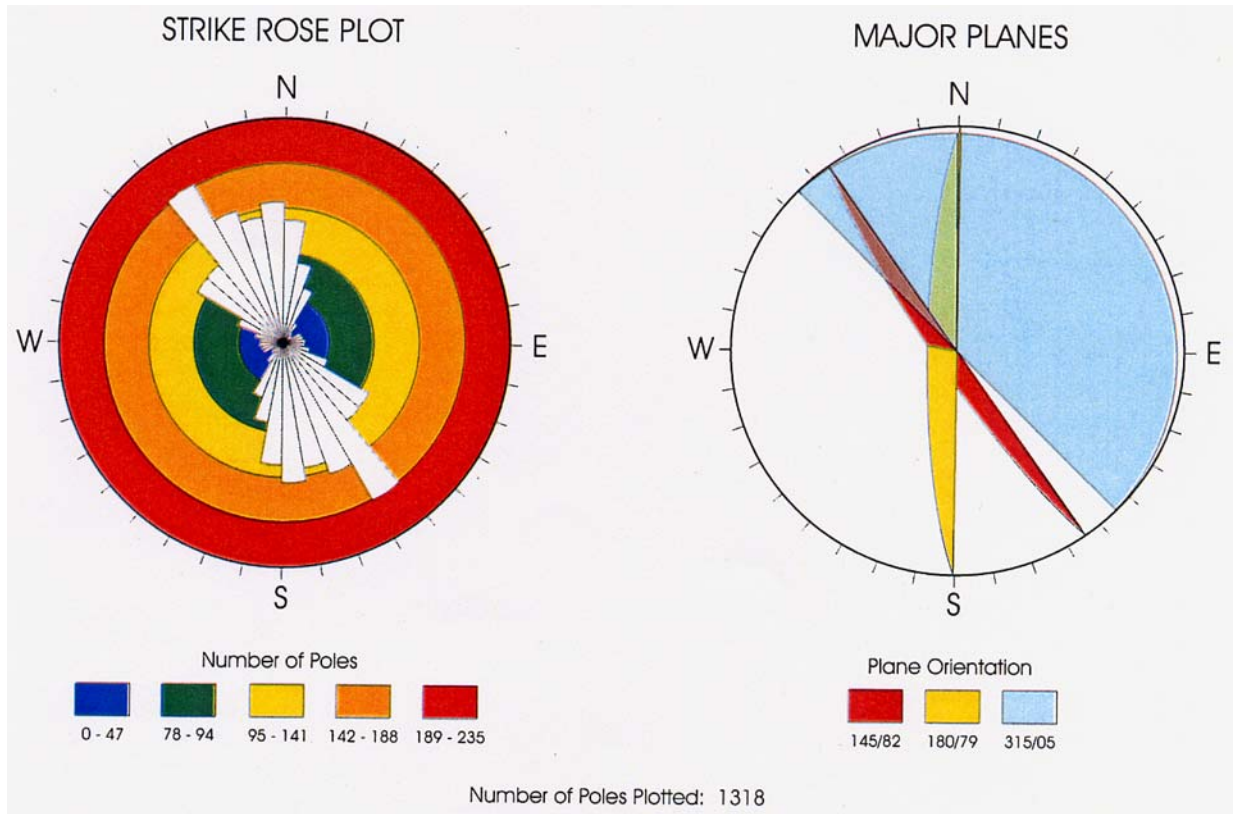 STRIKE ROSE PLOT
N
W
E
S
Number of Poles
0 - 47
78 - 94
95 - 141
142 - 188
189 - 235
MAJOR PLANES
N
W
E
S
Plane Orientation
145/82
180/79
315/05
Number of Poles Plotted: 1318